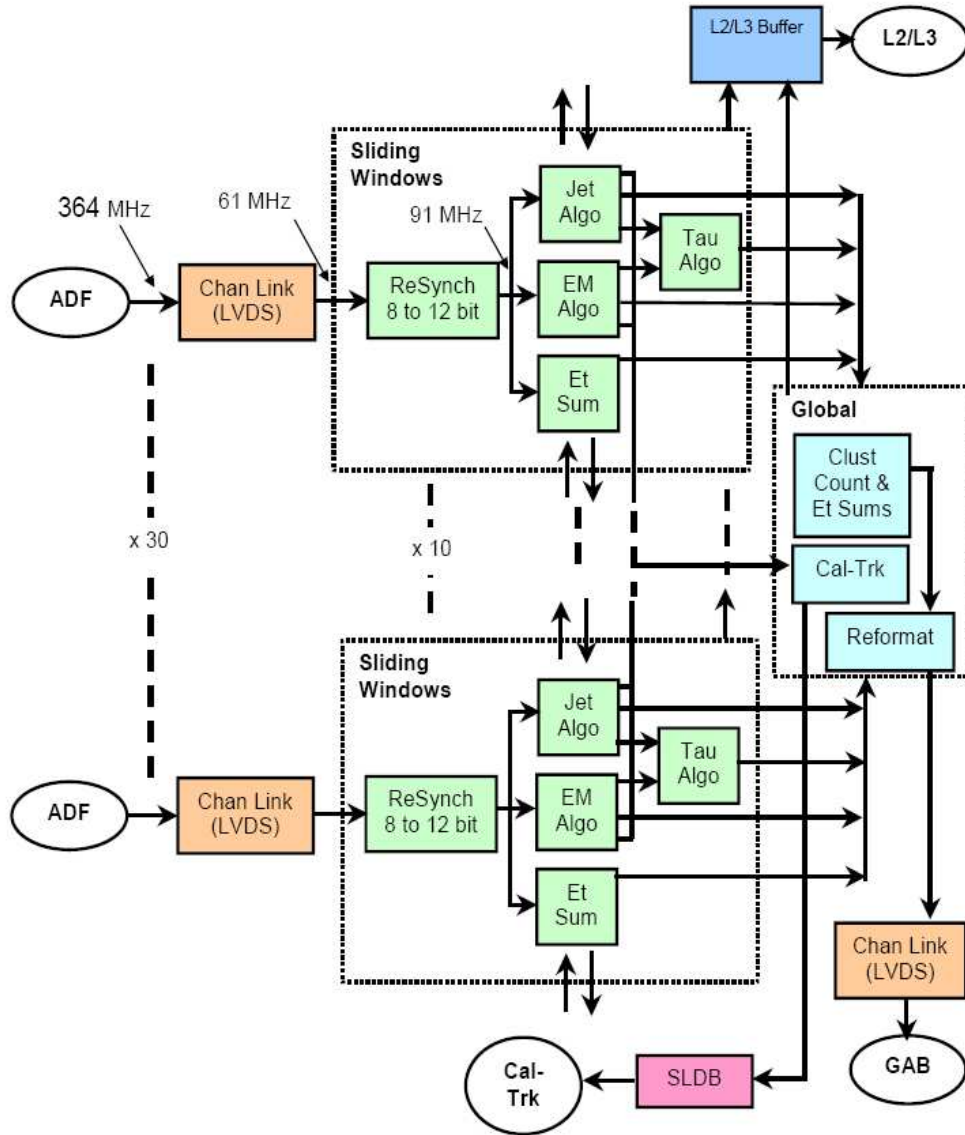 L2/L3 Buffer
L2/L3
Sliding
Windows
Jet
Algo
364 MHz
61 MHz
91 MHz
Tau
Algo
ADF
Chan Link
(LVDS)
ReSynch
8 to 12 bit
EM
Algo
Et
Sum
Global
Clust
Count &
Et Sums
x 30
x 10
Cal-Trk
Reformat
Sliding
Windows
Jet
Algo
Tau
Algo
ADF
Chan Link
(LVDS)
ReSynch
8 to 12 bit
EM
Algo
Et
Sum
Chan Link
(LVDS)
Cal-
Trk
SLDB
GAB